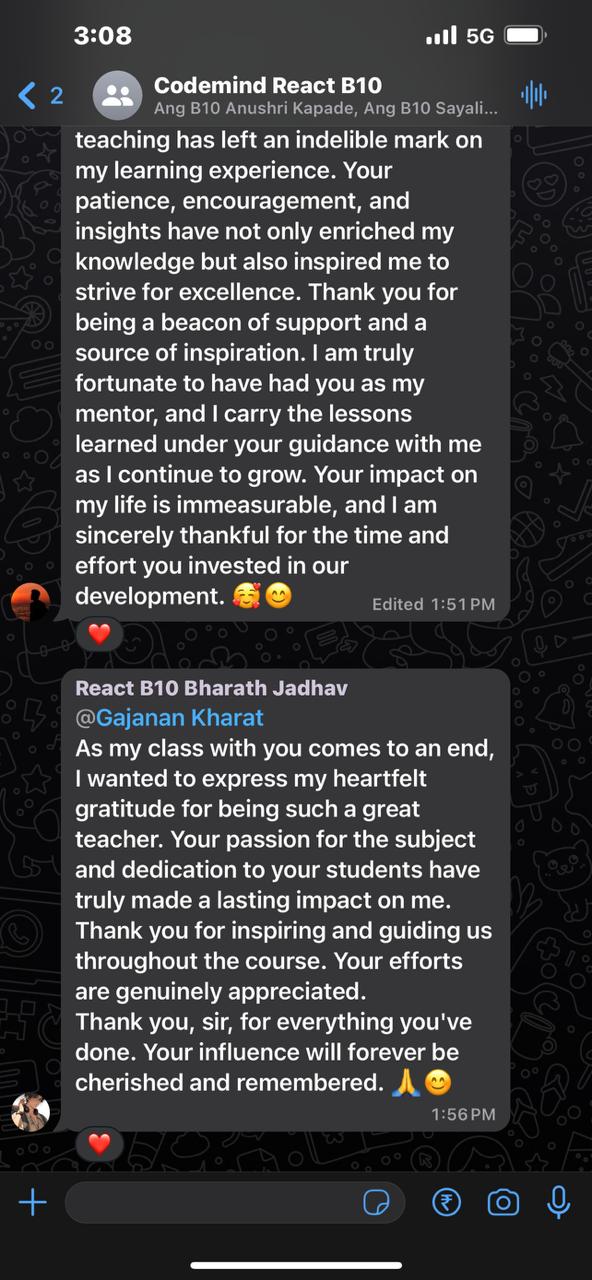 3:08
5G
2
Codemind React B10
Ang B10 Anushri Kapade, Ang B10 Sayali...
teaching has left an indelible mark on
my learning experience. Your
patience, encouragement, and
insights have not only enriched my
knowledge but also inspired me to
strive for excellence. Thank you for
being a beacon of support and a
source of inspiration. I am truly
fortunate to have had you as my
mentor, and I carry the lessons
learned under your guidance with me
as I continue to grow. Your impact on
my life is immeasurable, and I am
sincerely thankful for the time and
effort you invested in our
development. 🥰😊
Edited 1:51 PM
❤️
React B10 Bharath Jadhav
@Gajanan Kharat
As my class with you comes to an end,
I wanted to express my heartfelt
gratitude for being such a great
teacher. Your passion for the subject
and dedication to your students have
truly made a lasting impact on me.
Thank you for inspiring and guiding us
throughout the course. Your efforts
are genuinely appreciated.
Thank you, sir, for everything you've
done. Your influence will forever be
cherished and remembered. 🙏😊
1:56 PM
❤️
₹